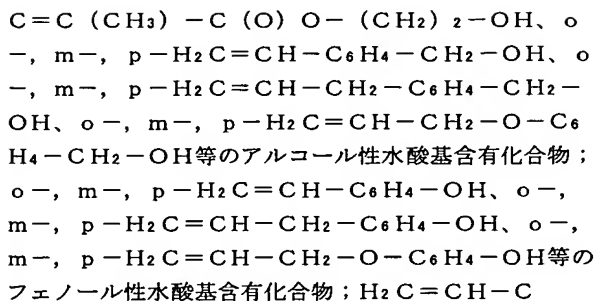 C=C（CH₃）−C（O）O−（CH₂）₂−OH、o
−，m−，p−H₂C=CH−C₆H₄−CH₂−OH、o
−，m−，p−H₂C=CH−CH₂−C₆H₄−CH₂−
OH、o−，m−，p−H₂C=CH−CH₂−O−C₆
H₄−CH₂−OH等のアルコール性水酸基含有化合物；
o−，m−，p−H₂C=CH−C₆H₄−OH、o−，
m−，p−H₂C=CH−CH₂−C₆H₄−OH、o−，
m−，p−H₂C=CH−CH₂−O−C₆H₄−OH等の
フェノール性水酸基含有化合物；H₂C=CH−C